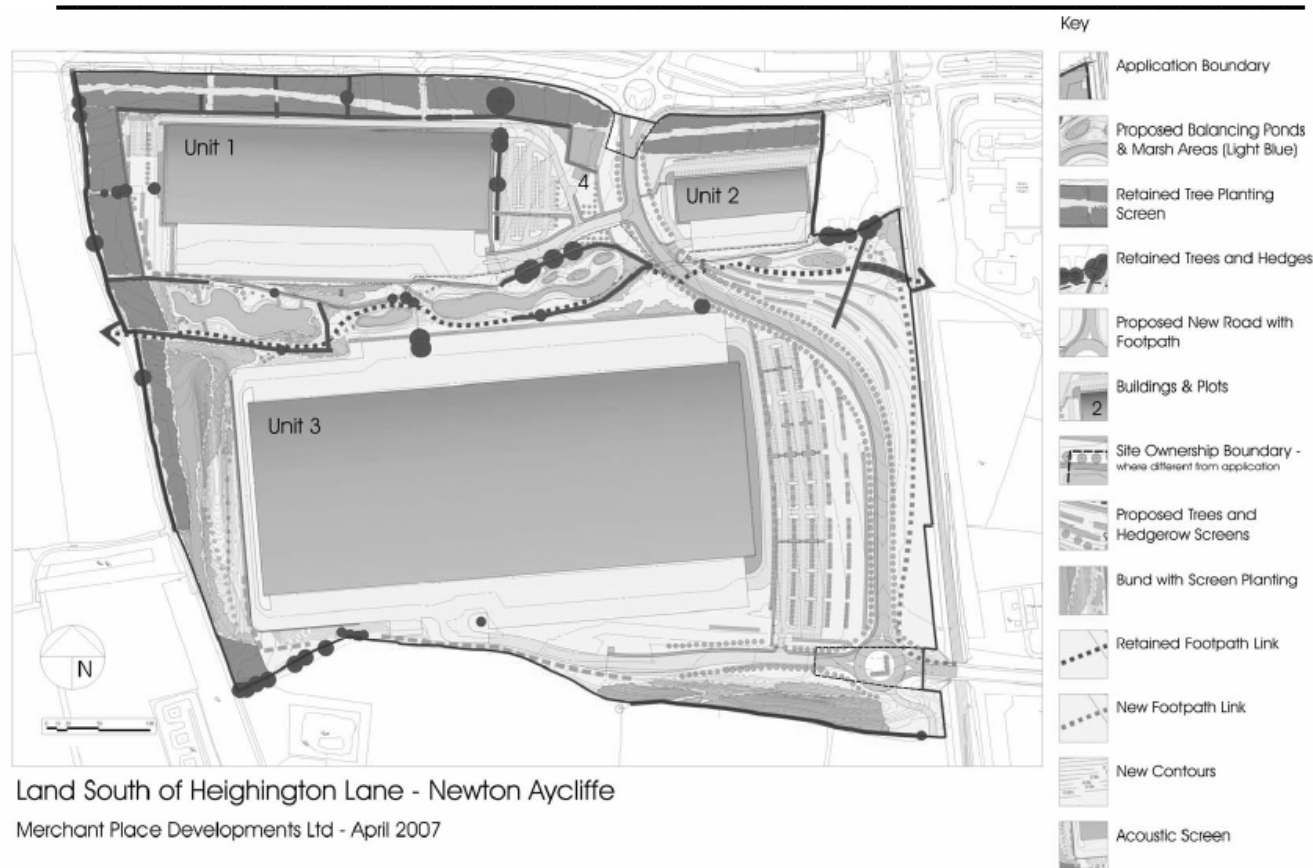 Key
Application Boundary
Proposed Balancing Ponds
& Marsh Areas (Light Blue)
Retained Tree Planting
Screen
Retained Trees and Hedges
Proposed New Road with
Footpath
Buildings & Plots
2
Site Ownership Boundary -
where different from application
Proposed Trees and
Hedgerow Screens
Bund with Screen Planting
Retained Footpath Link
New Footpath Link
New Contours
Acoustic Screen
Unit 1
4
Unit 2
Unit 3
N
Land South of Heighington Lane - Newton Aycliffe
Merchant Place Developments Ltd - April 2007